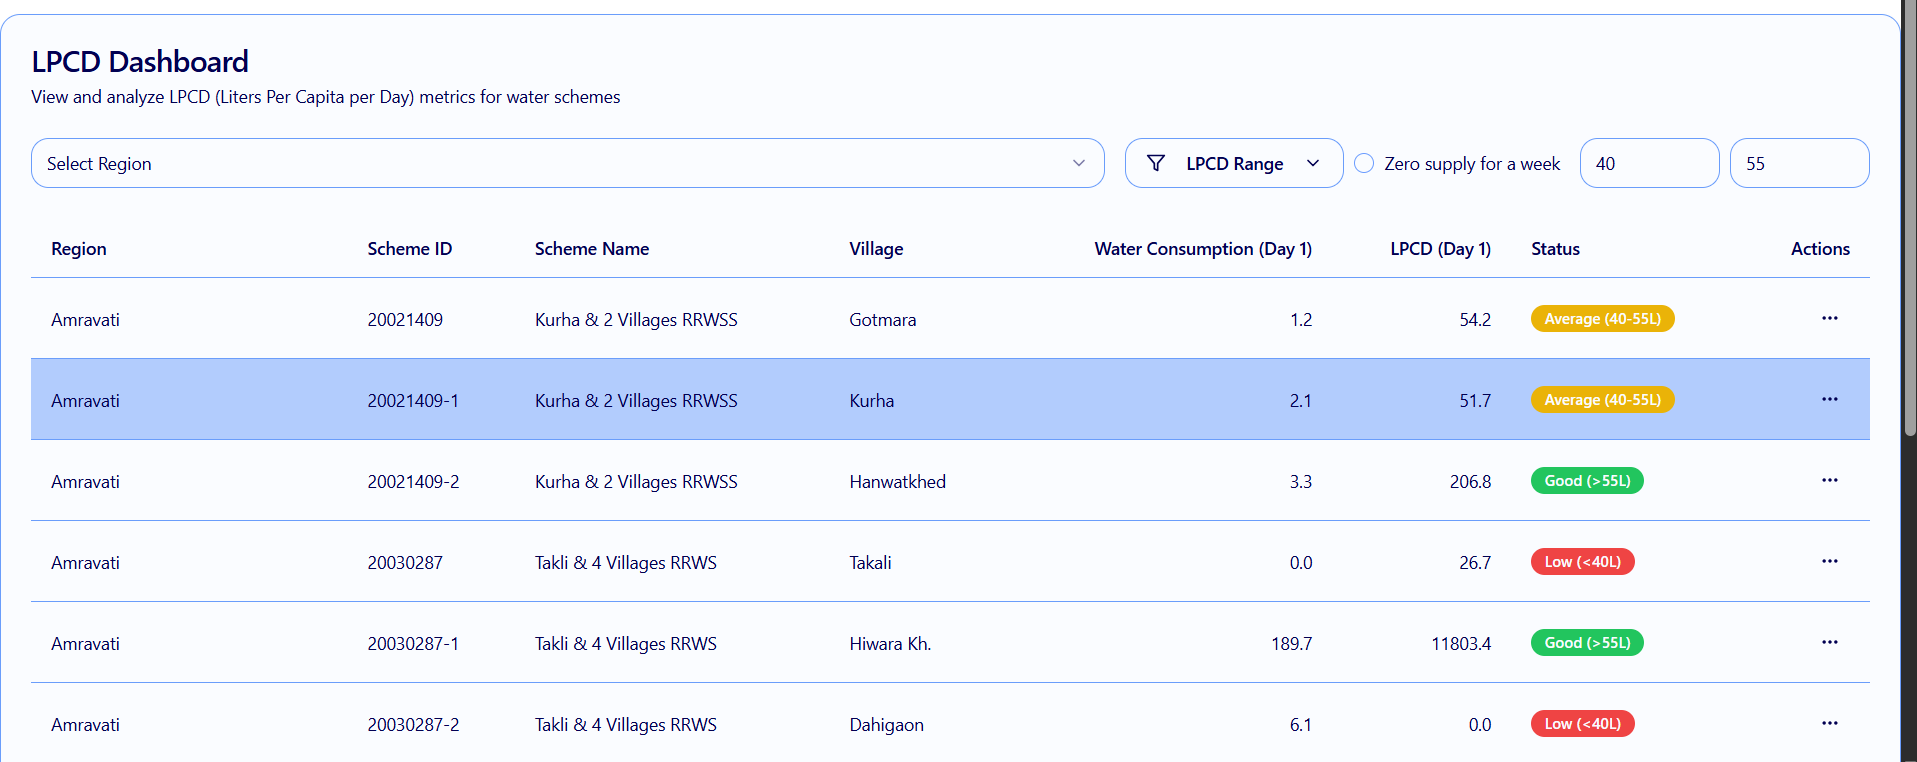 LPCD Dashboard
View and analyze LPCD (Liters Per Capita per Day) metrics for water schemes
Select Region LPCD Range Zero supply for a week 40 55
Region Scheme ID Scheme Name Village Water Consumption (Day 1) LPCD (Day 1) Status Actions
Amravati 20021409 Kurha & 2 Villages RRWSS Gotmara 1.2 54.2 Average (40-55L)
Amravati 20021409-1 Kurha & 2 Villages RRWSS Kurha 2.1 51.7 Average (40-55L)
Amravati 20021409-2 Kurha & 2 Villages RRWSS Hanwatkhed 3.3 206.8 Good (>55L)
Amravati 20030287 Takli & 4 Villages RRWS Takali 0.0 26.7 Low (<40L)
Amravati 20030287-1 Takli & 4 Villages RRWS Hiwara Kh. 189.7 11803.4 Good (>55L)
Amravati 20030287-2 Takli & 4 Villages RRWS Dahigaon 6.1 0.0 Low (<40L)